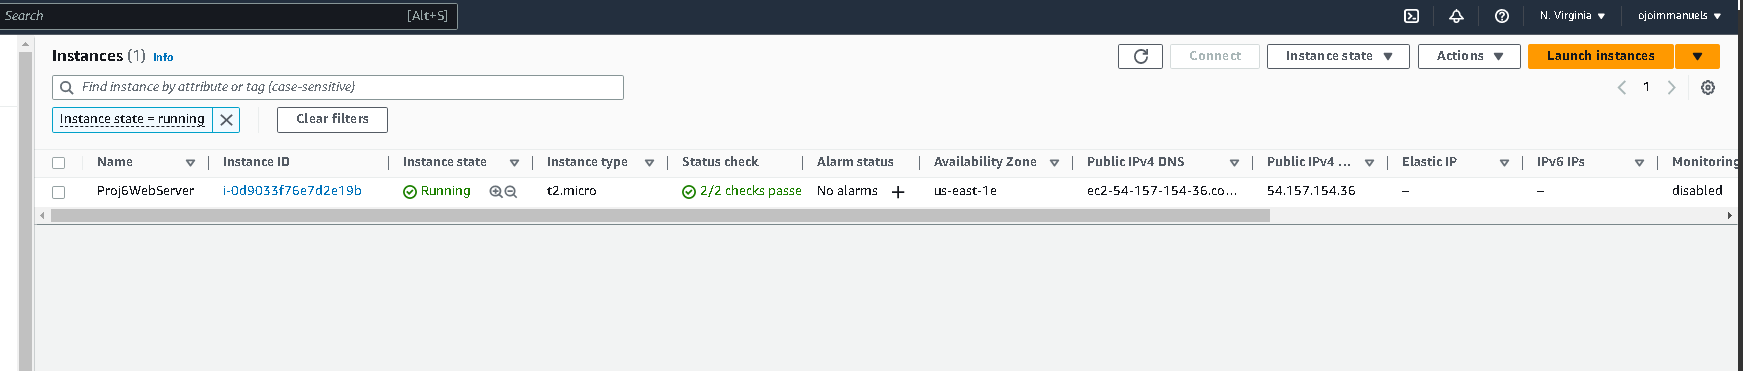 Search [Alt+S] N. Virginia ojoimmanuels
Instances (1) Info Connect Instance state Actions Launch instances
Find instance by attribute or tag (case-sensitive) 1
Instance state = running Clear filters
Name Instance ID Instance state Instance type Status check Alarm status Availability Zone Public IPv4 DNS Public IPv4 ... Elastic IP IPv6 IPs Monitoring
Proj6WebServer i-0d9033f76e7d2e19b Running t2.micro 2/2 checks passe No alarms + us-east-1e ec2-54-157-154-36.co... 54.157.154.36 – – disabled